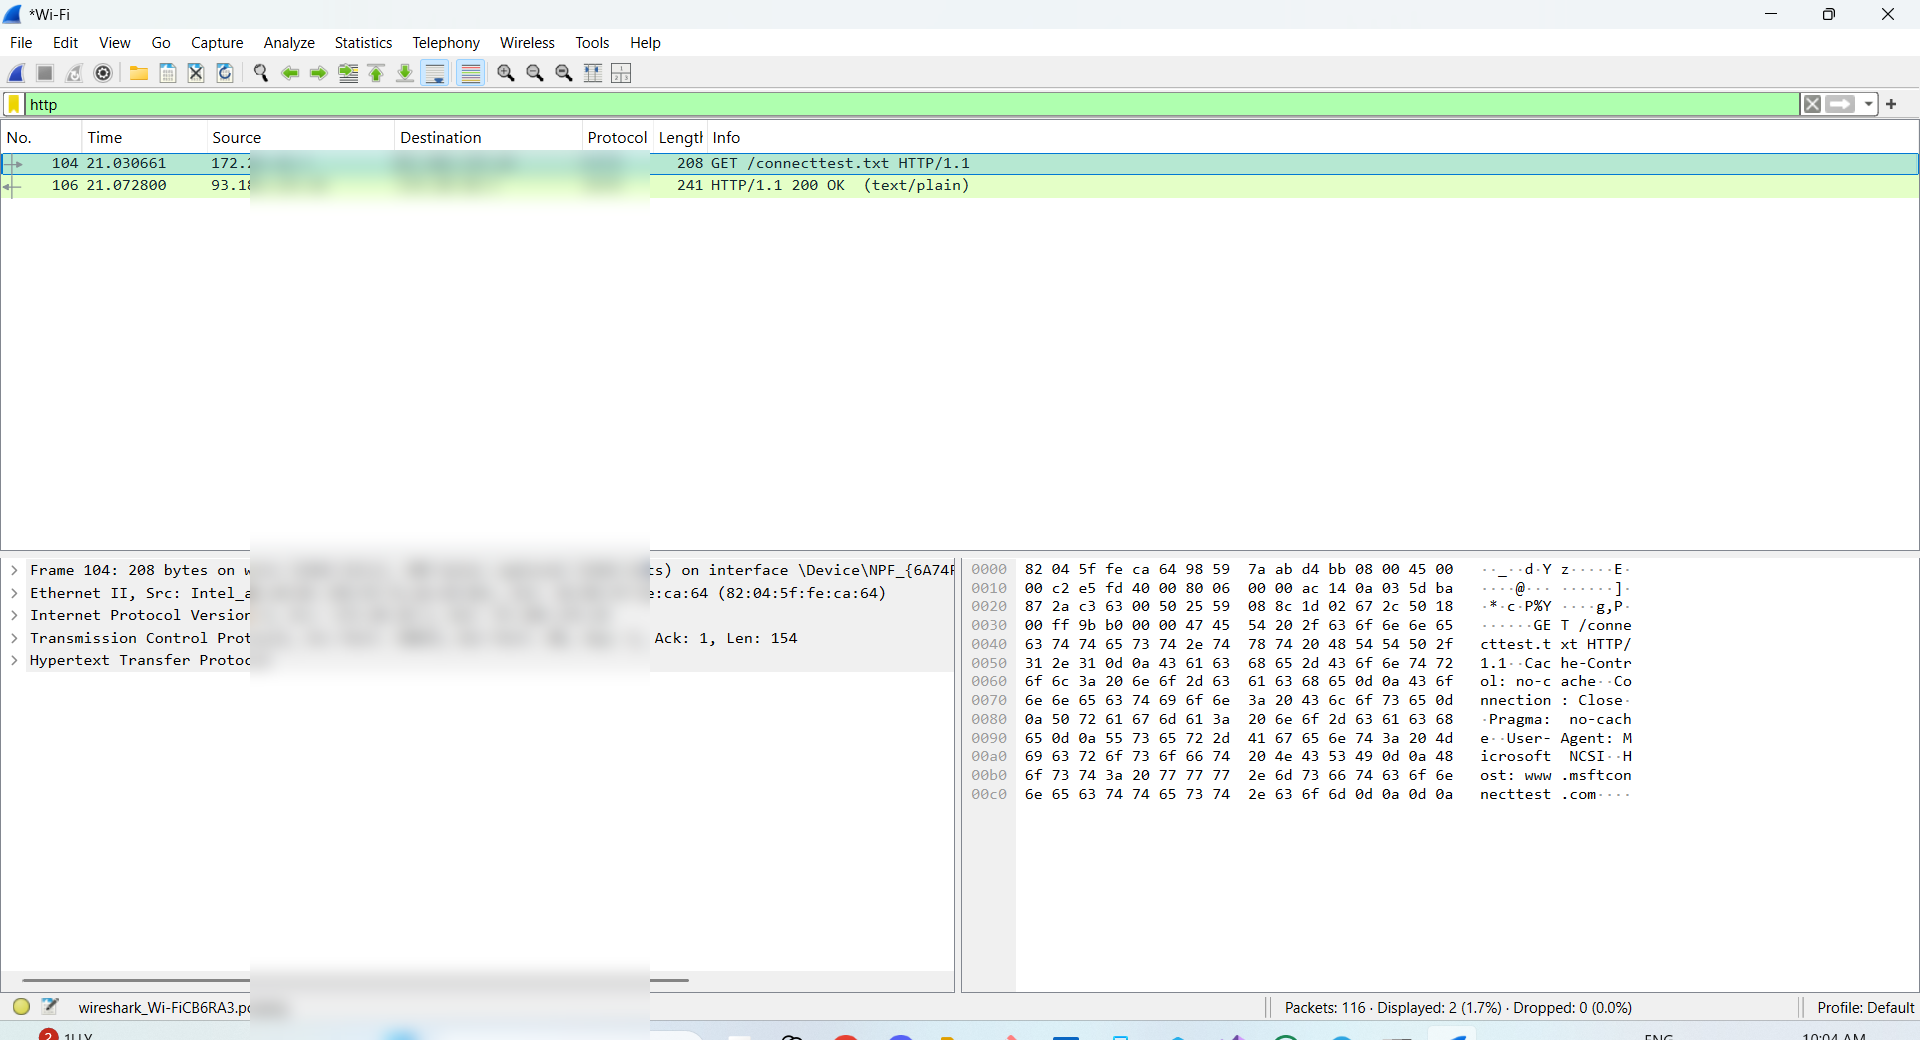 *Wi-Fi
File Edit View Go Capture Analyze Statistics Telephony Wireless Tools Help
http
No. Time Source Destination Protocol Length Info
104 21.030661 172.2 208 GET /connecttest.txt HTTP/1.1
106 21.072800 93.18 241 HTTP/1.1 200 OK (text/plain)
Frame 104: 208 bytes on ts) on interface \Device\NPF_{6A74F
Ethernet II, Src: Intel_a e:ca:64 (82:04:5f:fe:ca:64)
Internet Protocol Version
Transmission Control Prot Ack: 1, Len: 154
Hypertext Transfer Protoc
0000 82 04 5f fe ca 64 98 59 7a ab d4 bb 08 00 45 00 ··_··d·Y z·····E·
0010 00 c2 e5 fd 40 00 80 06 00 00 ac 14 0a 03 5d ba ····@··· ······]·
0020 87 2a c3 63 00 50 25 59 08 8c 1d 02 67 2c 50 18 ·*·c·P%Y ····g,P·
0030 00 ff 9b b0 00 00 47 45 54 20 2f 63 6f 6e 6e 65 ······GE T /conne
0040 63 74 74 65 73 74 2e 74 78 74 20 48 54 54 50 2f cttest.t xt HTTP/
0050 31 2e 31 0d 0a 43 61 63 68 65 2d 43 6f 6e 74 72 1.1··Cac he-Contr
0060 6f 6c 3a 20 6e 6f 2d 63 61 63 68 65 0d 0a 43 6f ol: no-c ache··Co
0070 6e 6e 65 63 74 69 6f 6e 3a 20 43 6c 6f 73 65 0d nnection : Close·
0080 0a 50 72 61 67 6d 61 3a 20 6e 6f 2d 63 61 63 68 ·Pragma: no-cach
0090 65 0d 0a 55 73 65 72 2d 41 67 65 6e 74 3a 20 4d e··User- Agent: M
00a0 69 63 72 6f 73 6f 66 74 20 4e 43 53 49 0d 0a 48 icrosoft NCSI··H
00b0 6f 73 74 3a 20 77 77 77 2e 6d 73 66 74 63 6f 6e ost: www .msftcon
00c0 6e 65 63 74 74 65 73 74 2e 63 6f 6d 0d 0a 0d 0a necttest .com····
wireshark_Wi-FiCB6RA3.pc Packets: 116 · Displayed: 2 (1.7%) · Dropped: 0 (0.0%) Profile: Default
2 ENG 10:04 AM